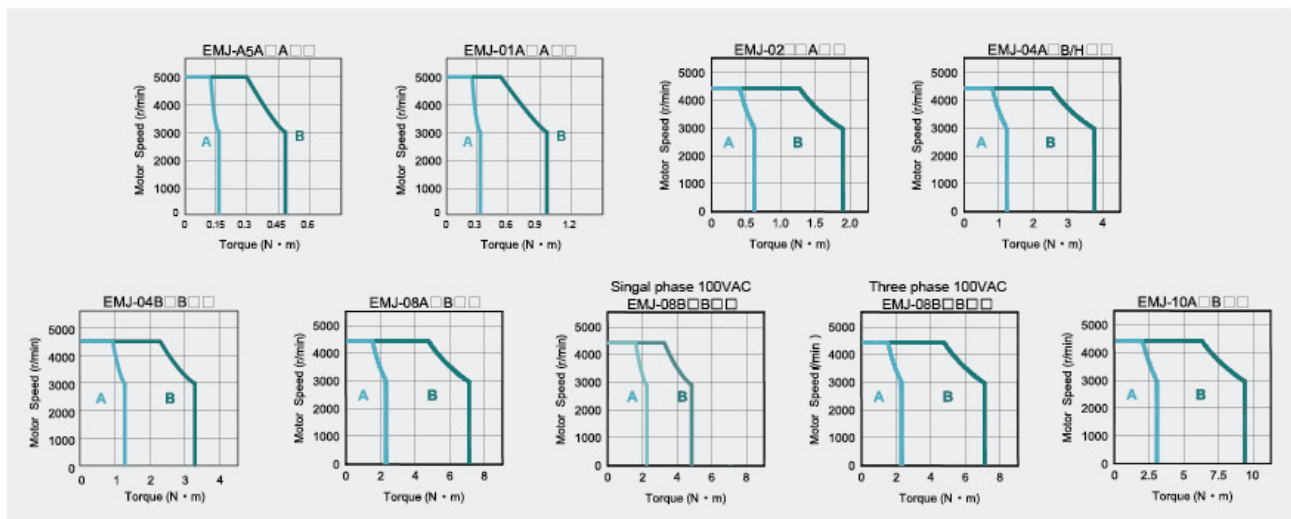 EMJ-A5A□A□□
Motor Speed (r/min)
5000
4000
3000
2000
1000
0
A
B
0 0.15 0.3 0.45 0.6
Torque (N・m)
EMJ-01A□A□□
Motor Speed (r/min)
5000
4000
3000
2000
1000
0
A
B
0 0.3 0.6 0.9 1.2
Torque (N・m)
EMJ-02□□A□□
Motor Speed (r/min)
5000
4000
3000
2000
1000
0
A
B
0 0.5 1.0 1.5 2.0
Torque (N・m)
EMJ-04A□B/H□□
Motor Speed (r/min)
5000
4000
3000
2000
1000
0
A
B
0 1 2 3 4
Torque (N・m)
EMJ-04B□B□□
Motor Speed (r/min)
5000
4000
3000
2000
1000
0
A
B
0 1 2 3 4
Torque (N・m)
EMJ-08A□B□□
Motor Speed (r/min)
5000
4000
3000
2000
1000
0
A
B
0 2 4 6 8
Torque (N・m)
Singal phase 100VAC
EMJ-08B□B□□
Motor Speed (r/min)
5000
4000
3000
2000
1000
0
A
B
0 2 4 6 8
Torque (N・m)
Three phase 100VAC
EMJ-08B□B□□
Motor Speed(r/min )
5000
4000
3000
2000
1000
0
A
B
0 2 4 6 8
Torque (N・m)
EMJ-10A□B□□
Motor Speed (r/min)
5000
4000
3000
2000
1000
0
A
B
0 2.5 5 7.5 10
Torque (N・m)